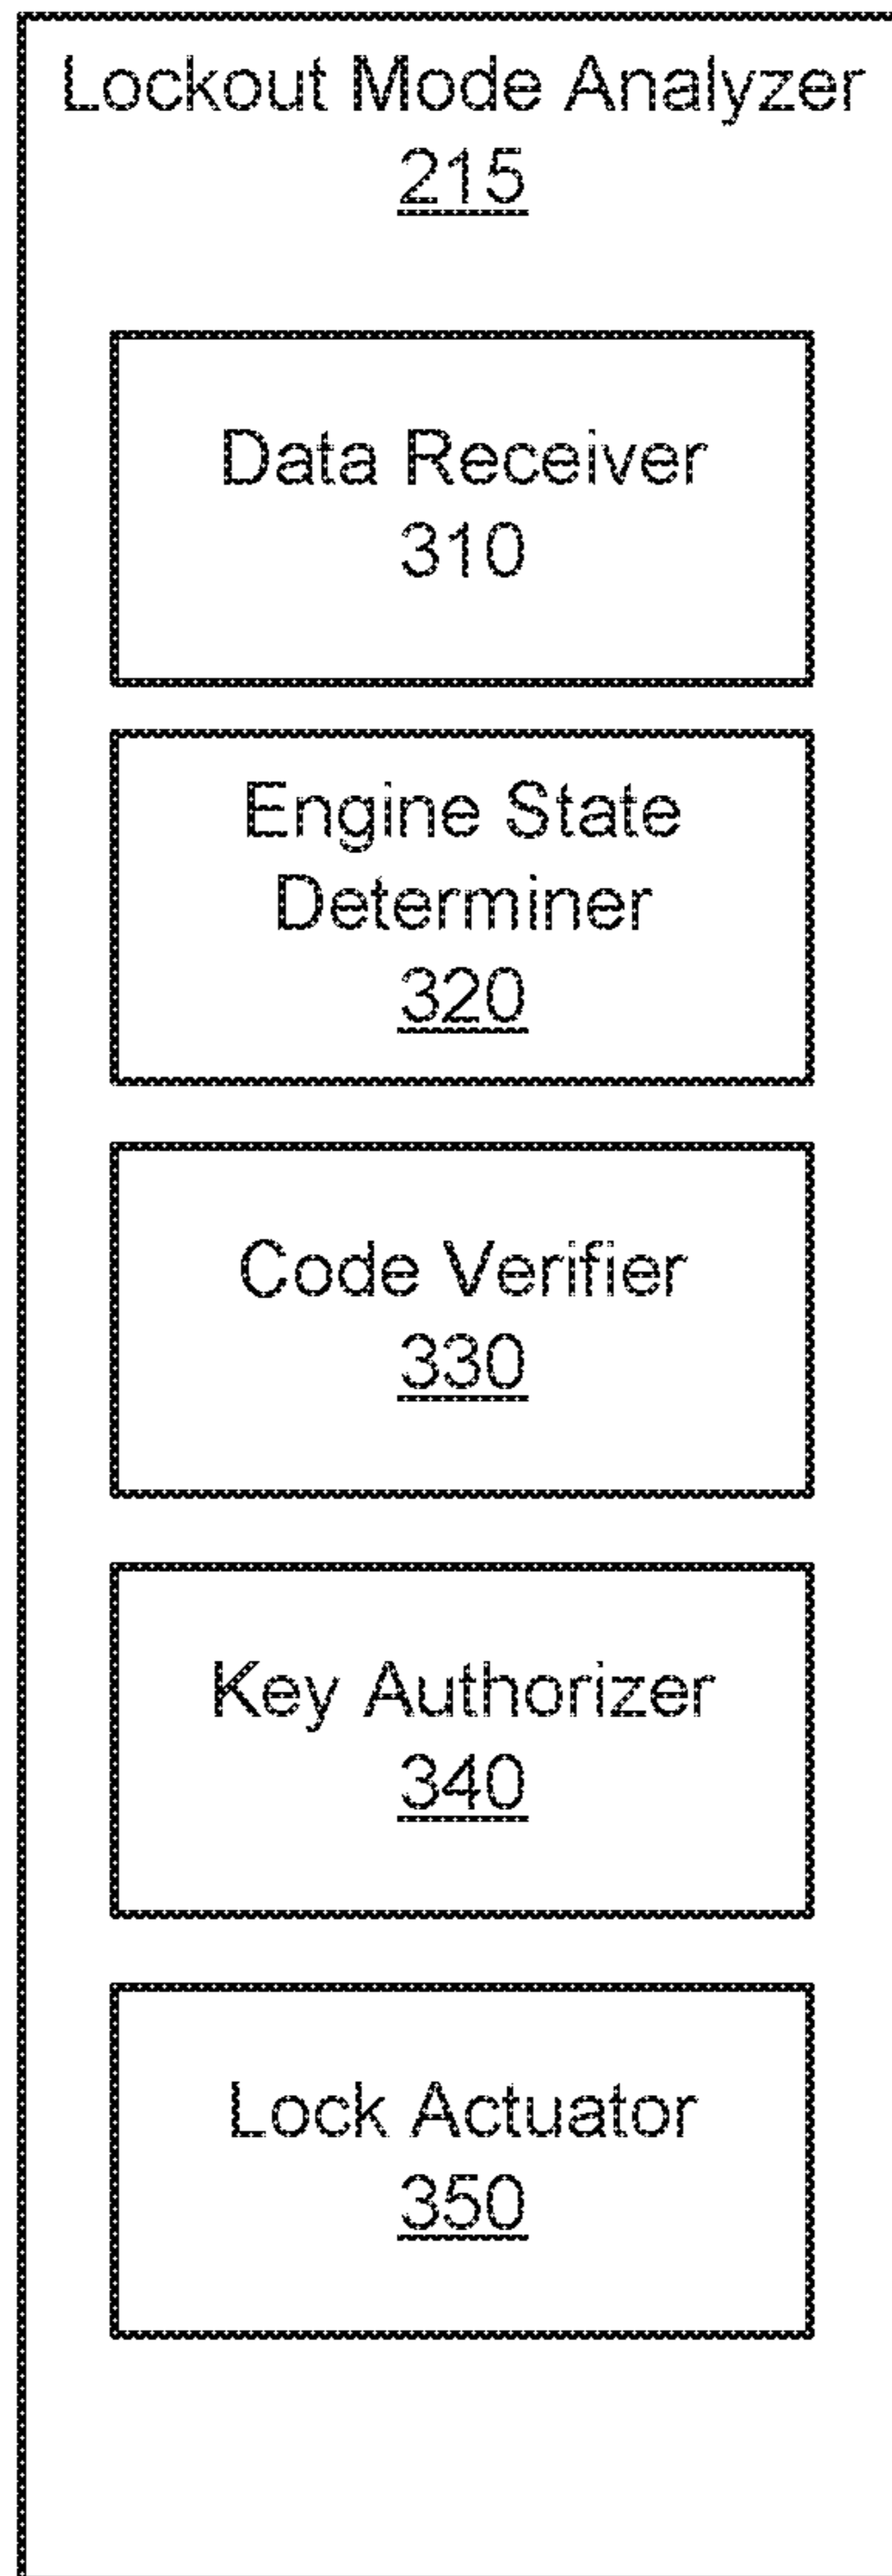 Lockout Mode Analyzer
215
Data Receiver
310
Engine State
Determiner
320
Code Verifier
330
Key Authorizer
340
Lock Actuator
350